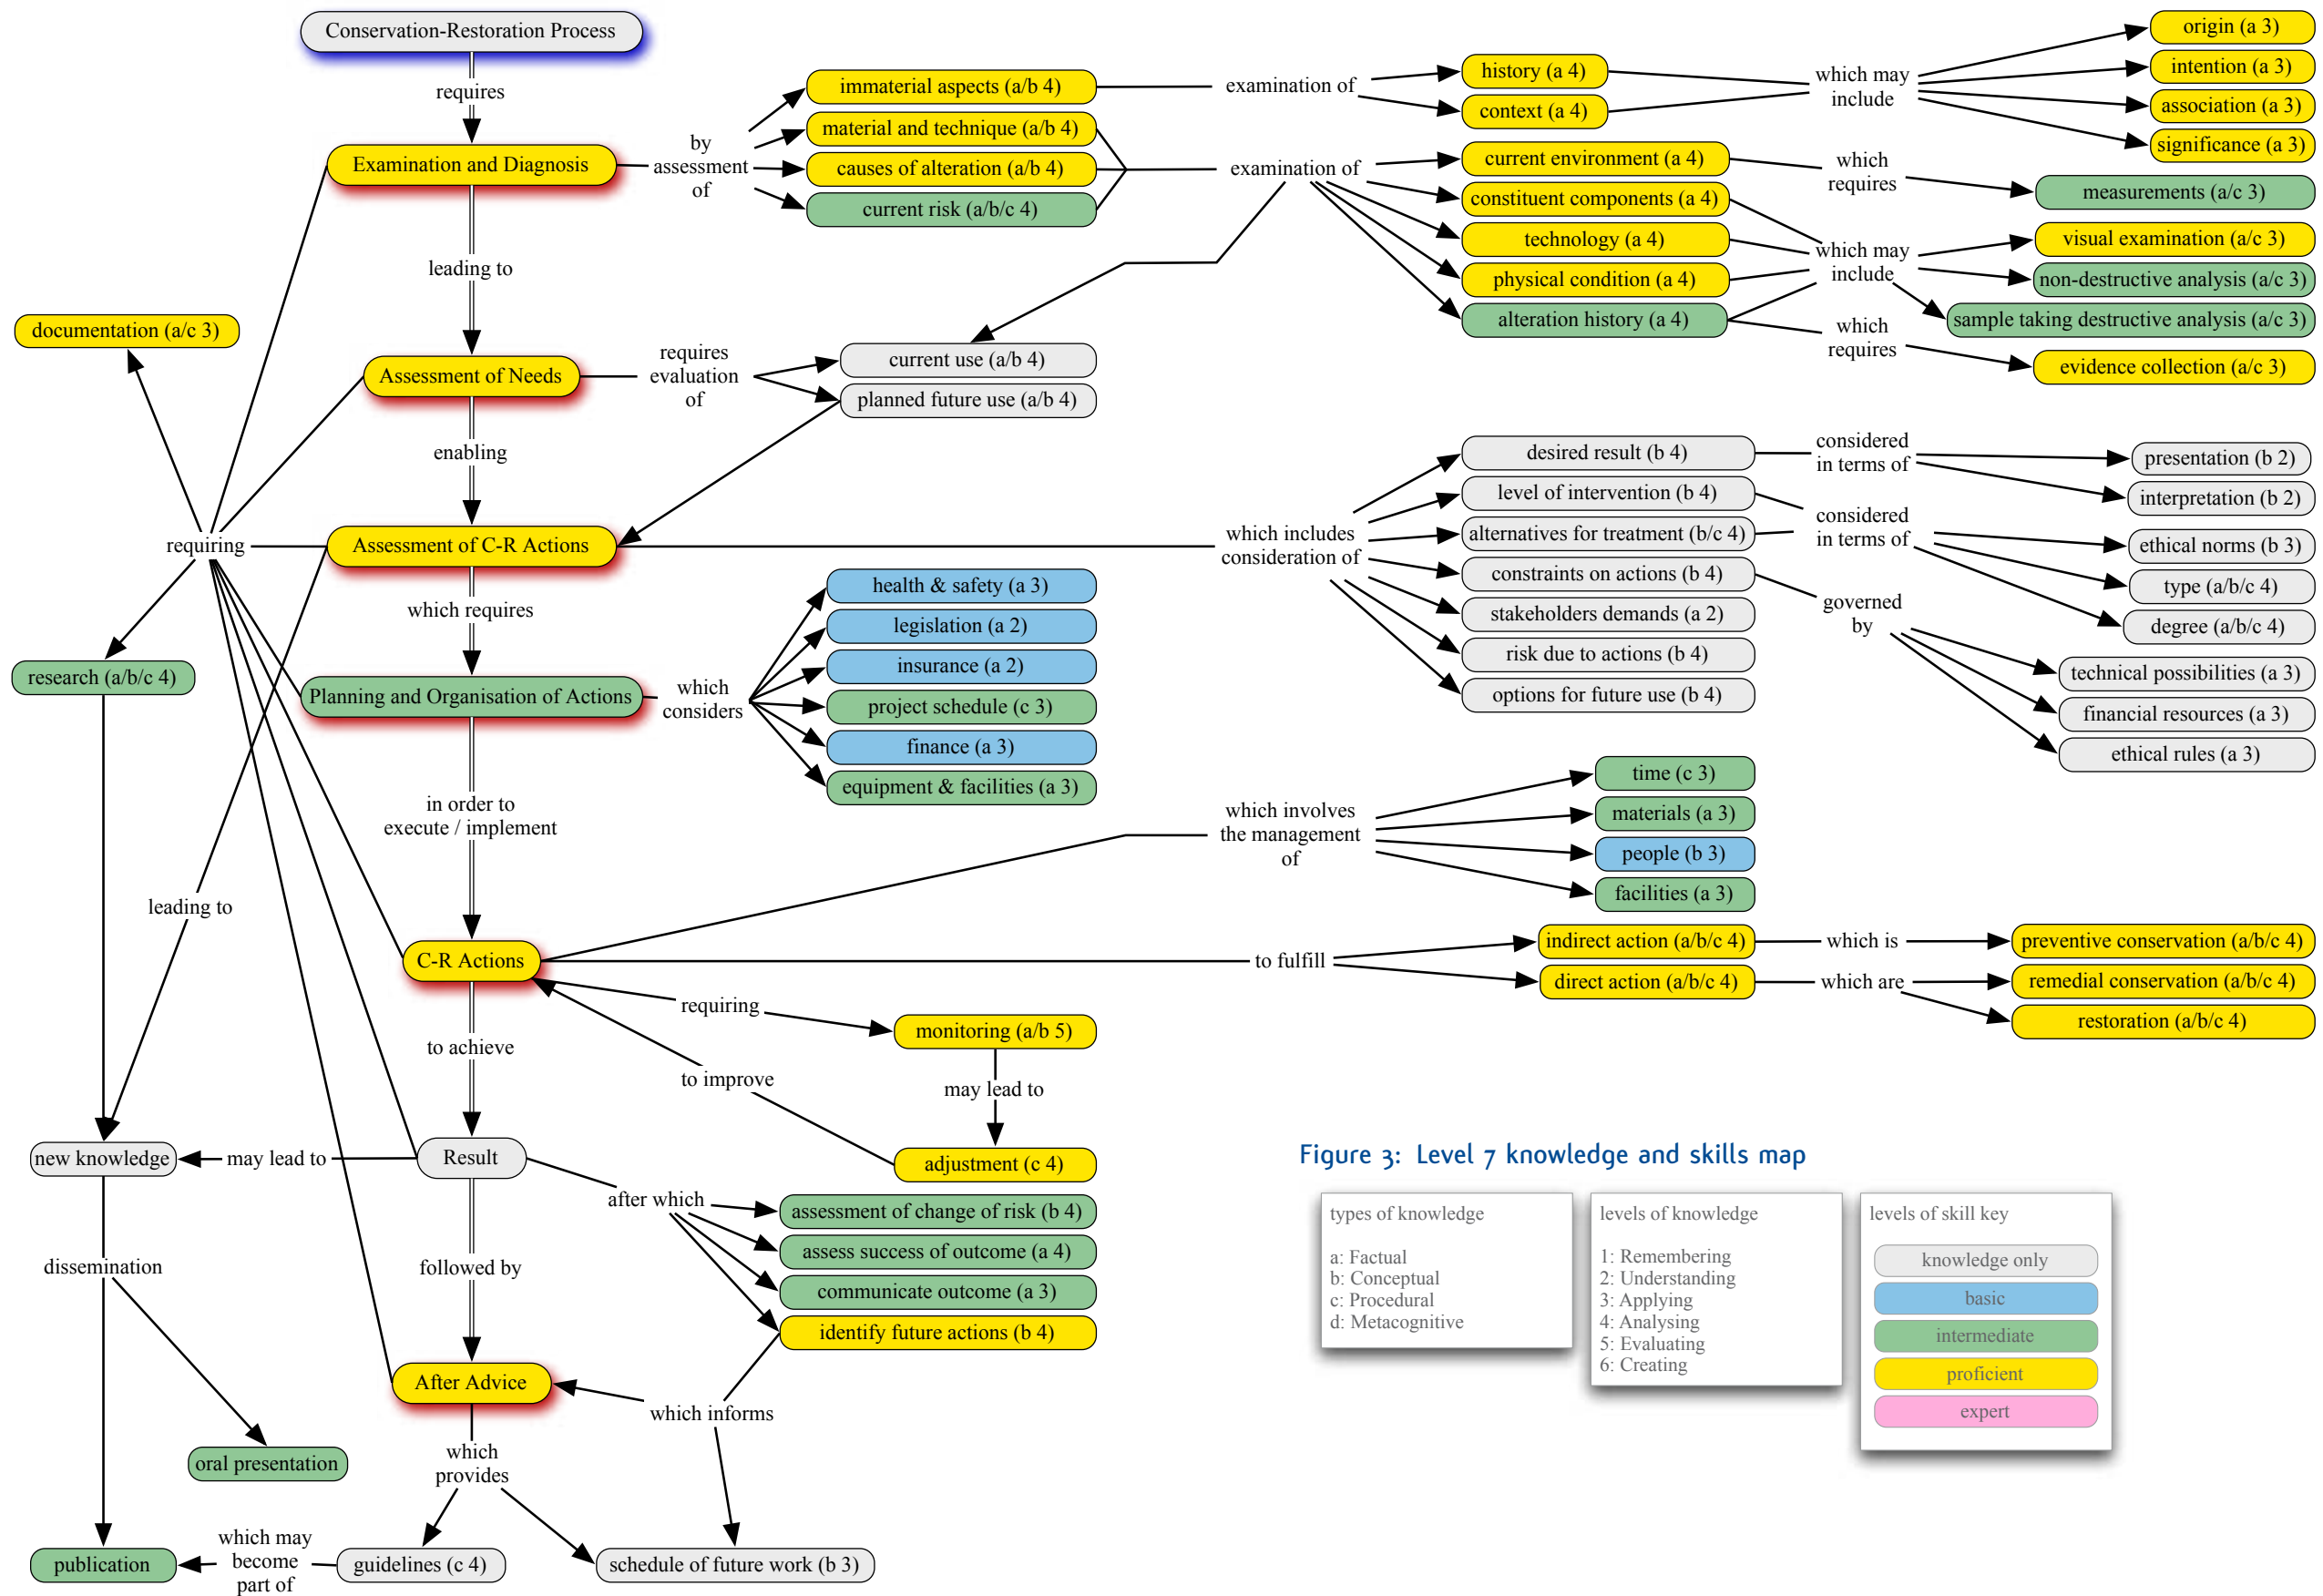 Conservation-Restoration Process
requires
Examination and Diagnosis
by
assessment
of
immaterial aspects (a/b 4)
material and technique (a/b 4)
causes of alteration (a/b 4)
current risk (a/b/c 4)
examination of
history (a 4)
context (a 4)
which may
include
origin (a 3)
intention (a 3)
association (a 3)
significance (a 3)
examination of
current environment (a 4)
constituent components (a 4)
technology (a 4)
physical condition (a 4)
alteration history (a 4)
which
requires
measurements (a/c 3)
which may
include
visual examination (a/c 3)
non-destructive analysis (a/c 3)
sample taking destructive analysis (a/c 3)
which
requires
evidence collection (a/c 3)
leading to
documentation (a/c 3)
Assessment of Needs
requires
evaluation
of
current use (a/b 4)
planned future use (a/b 4)
enabling
requiring
Assessment of C-R Actions
which includes
consideration of
desired result (b 4)
level of intervention (b 4)
alternatives for treatment (b/c 4)
constraints on actions (b 4)
stakeholders demands (a 2)
risk due to actions (b 4)
options for future use (b 4)
considered
in terms of
presentation (b 2)
interpretation (b 2)
considered
in terms of
ethical norms (b 3)
type (a/b/c 4)
degree (a/b/c 4)
governed
by
technical possibilities (a 3)
financial resources (a 3)
ethical rules (a 3)
which requires
research (a/b/c 4)
Planning and Organisation of Actions
which
considers
health & safety (a 3)
legislation (a 2)
insurance (a 2)
project schedule (c 3)
finance (a 3)
equipment & facilities (a 3)
in order to
execute / implement
which involves
the management
of
time (c 3)
materials (a 3)
people (b 3)
facilities (a 3)
leading to
C-R Actions
to fulfill
indirect action (a/b/c 4)
direct action (a/b/c 4)
which is
which are
preventive conservation (a/b/c 4)
remedial conservation (a/b/c 4)
restoration (a/b/c 4)
requiring
monitoring (a/b 5)
to achieve
to improve
may lead to
adjustment (c 4)
new knowledge
may lead to
Result
after which
assessment of change of risk (b 4)
assess success of outcome (a 4)
communicate outcome (a 3)
identify future actions (b 4)
dissemination
followed by
After Advice
which informs
oral presentation
which
provides
publication
which may
become
part of
guidelines (c 4)
schedule of future work (b 3)
Figure 3: Level 7 knowledge and skills map
types of knowledge
a: Factual
b: Conceptual
c: Procedural
d: Metacognitive
levels of knowledge
1: Remembering
2: Understanding
3: Applying
4: Analysing
5: Evaluating
6: Creating
levels of skill key
knowledge only
basic
intermediate
proficient
expert